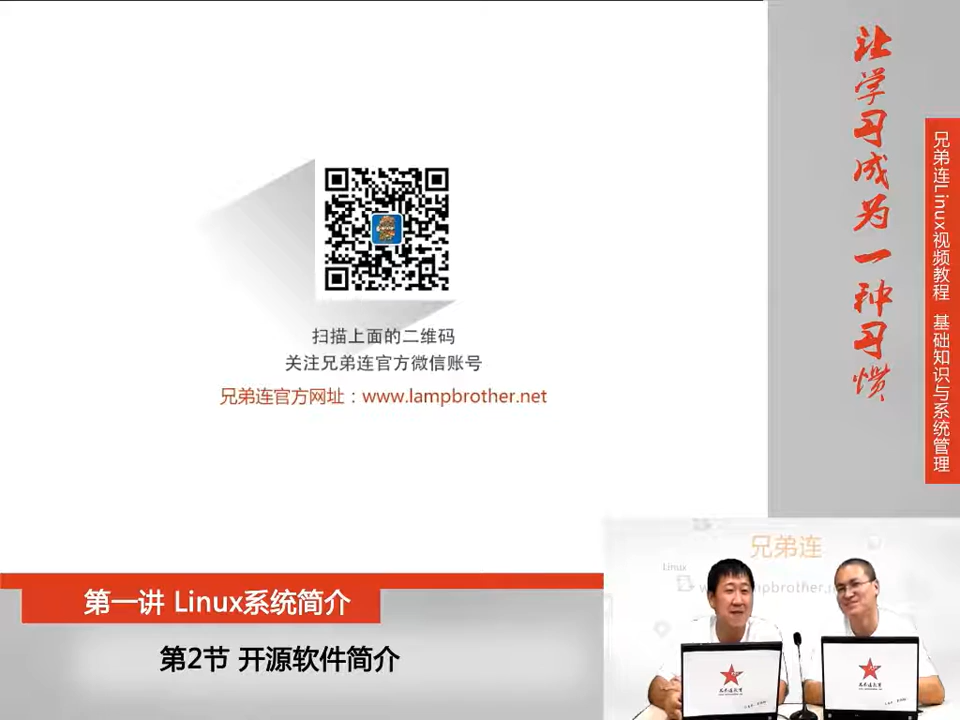 让学习成为一种习惯
兄弟连Linux视频教程 基础知识与系统管理
扫描上面的二维码
关注兄弟连官方微信账号
兄弟连官方网址：www.lampbrother.net
第一讲 Linux系统简介
第2节 开源软件简介
兄弟连
Linux